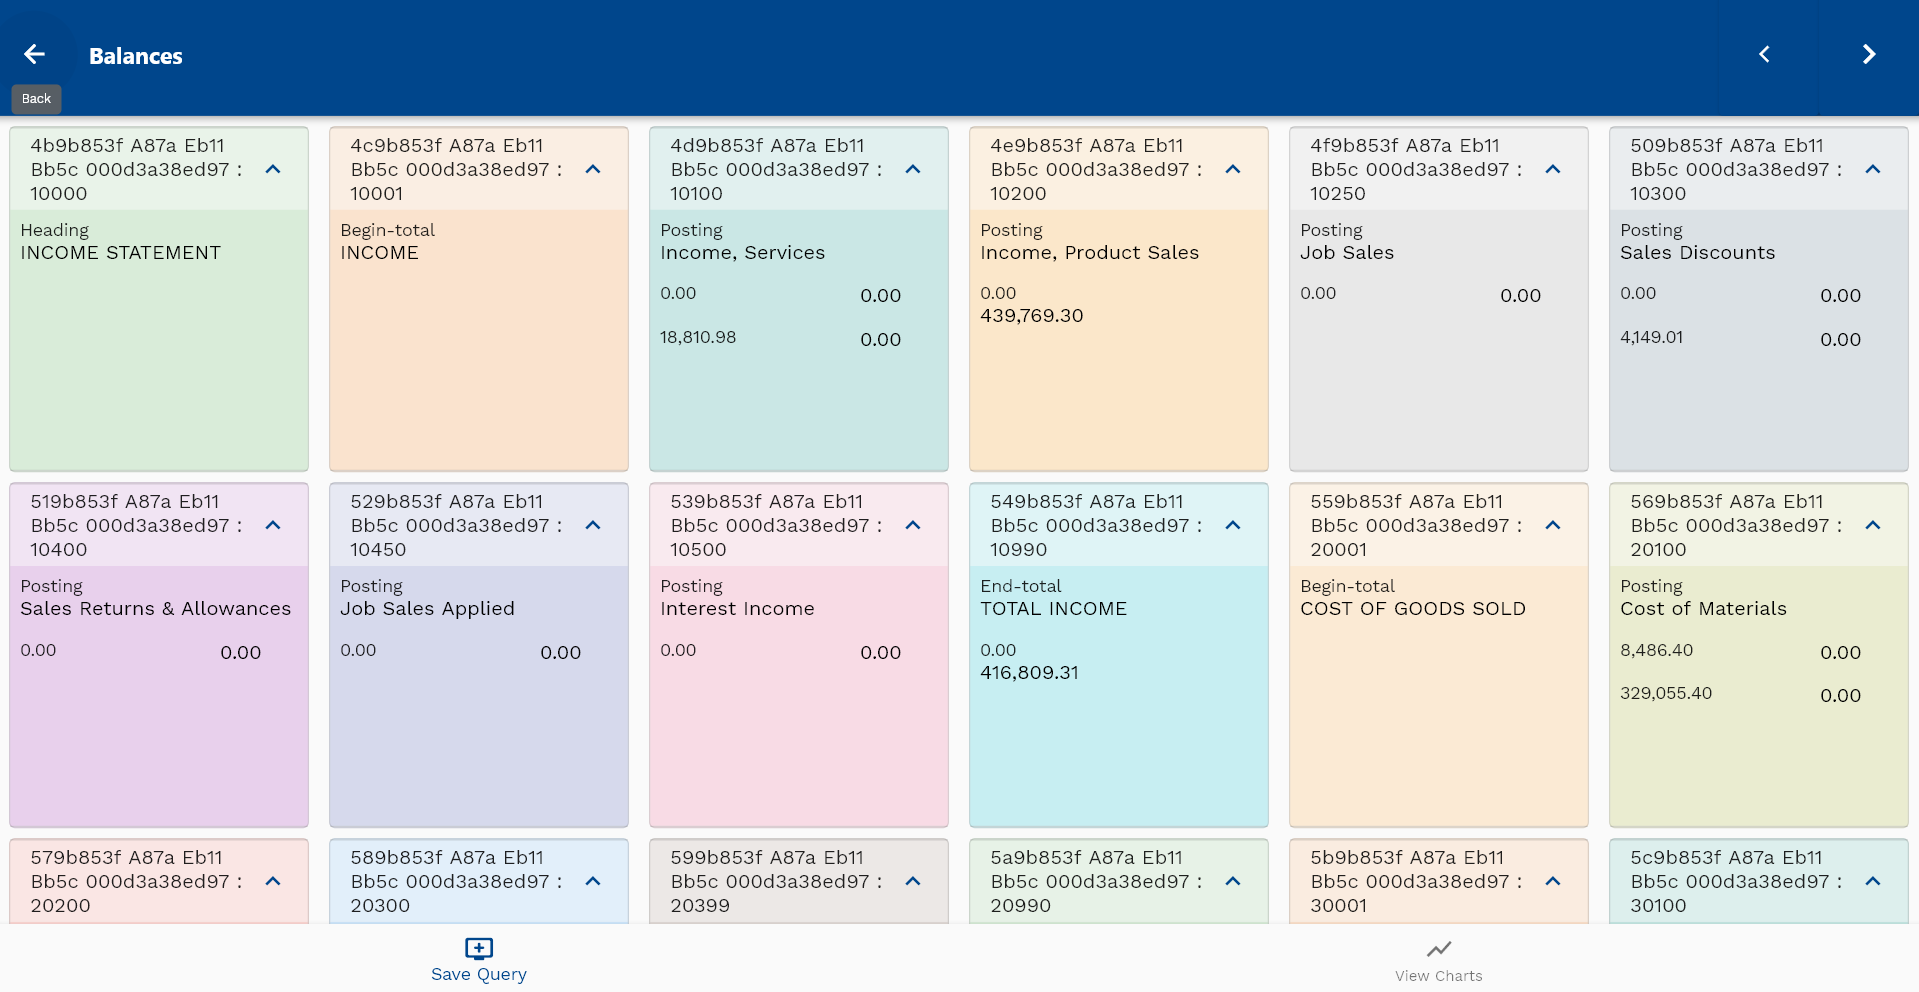 Balances
Back
4b9b853f A87a Eb11
Bb5c 000d3a38ed97 :
10000
Heading
INCOME STATEMENT
4c9b853f A87a Eb11
Bb5c 000d3a38ed97 :
10001
Begin-total
INCOME
4d9b853f A87a Eb11
Bb5c 000d3a38ed97 :
10100
Posting
Income, Services
0.00 0.00
18,810.98 0.00
4e9b853f A87a Eb11
Bb5c 000d3a38ed97 :
10200
Posting
Income, Product Sales
0.00
439,769.30
4f9b853f A87a Eb11
Bb5c 000d3a38ed97 :
10250
Posting
Job Sales
0.00 0.00
509b853f A87a Eb11
Bb5c 000d3a38ed97 :
10300
Posting
Sales Discounts
0.00 0.00
4,149.01 0.00
519b853f A87a Eb11
Bb5c 000d3a38ed97 :
10400
Posting
Sales Returns & Allowances
0.00 0.00
529b853f A87a Eb11
Bb5c 000d3a38ed97 :
10450
Posting
Job Sales Applied
0.00 0.00
539b853f A87a Eb11
Bb5c 000d3a38ed97 :
10500
Posting
Interest Income
0.00 0.00
549b853f A87a Eb11
Bb5c 000d3a38ed97 :
10990
End-total
TOTAL INCOME
0.00
416,809.31
559b853f A87a Eb11
Bb5c 000d3a38ed97 :
20001
Begin-total
COST OF GOODS SOLD
569b853f A87a Eb11
Bb5c 000d3a38ed97 :
20100
Posting
Cost of Materials
8,486.40 0.00
329,055.40 0.00
579b853f A87a Eb11
Bb5c 000d3a38ed97 :
20200
589b853f A87a Eb11
Bb5c 000d3a38ed97 :
20300
599b853f A87a Eb11
Bb5c 000d3a38ed97 :
20399
5a9b853f A87a Eb11
Bb5c 000d3a38ed97 :
20990
5b9b853f A87a Eb11
Bb5c 000d3a38ed97 :
30001
5c9b853f A87a Eb11
Bb5c 000d3a38ed97 :
30100
Save Query
View Charts